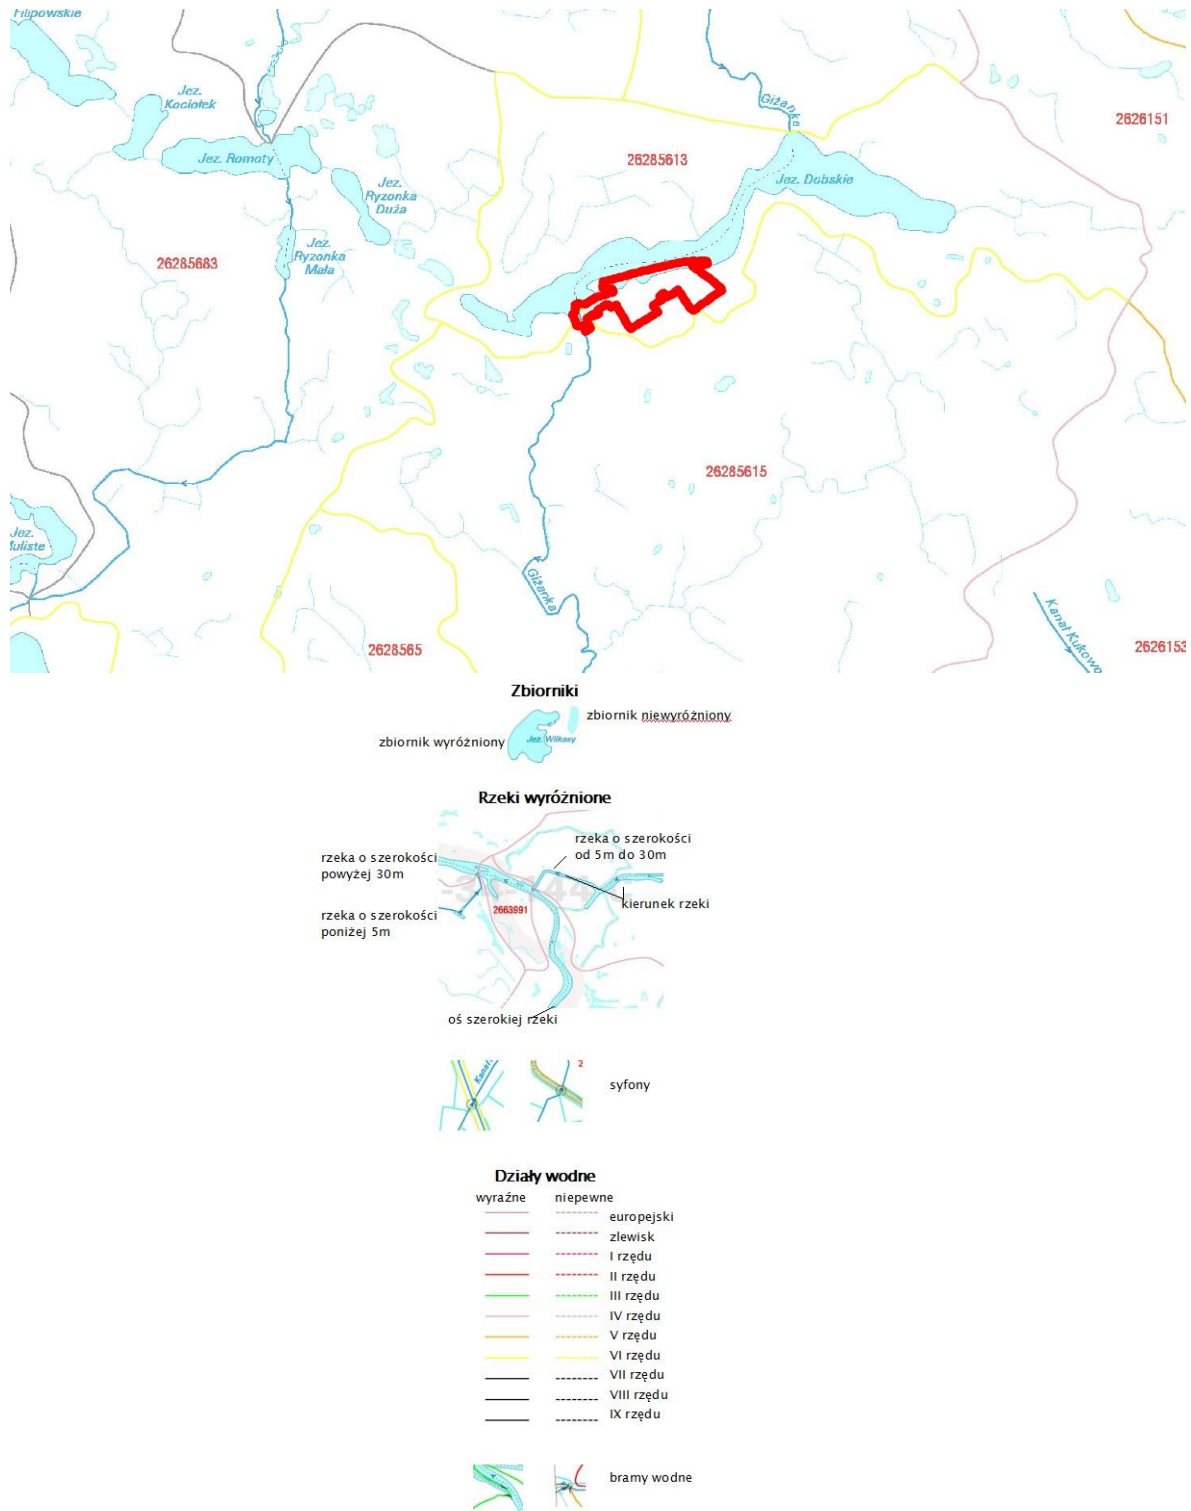 Filipowskie
Jez.
Kociołek
Giżanka
2626151
Jez. Romoty
26285613
Jez. Dobskie
Jez.
Ryzonka
Duża
Jez.
Ryzonka
Mała
26285683
26285615
Jez.
Muliste
Giżanka
Kanał Kukowo
2628565
2626153
Zbiorniki
zbiornik niewyróżniony
zbiornik wyróżniony
Jez. Wilkasy
Rzeki wyróżnione
rzeka o szerokości
od 5m do 30m
rzeka o szerokości
powyżej 30m
-34-144-
kierunek rzeki
2663991
rzeka o szerokości
poniżej 5m
oś szerokiej rzeki
Kanał
2
syfony
Działy wodne
wyraźne niepewne
europejski
zlewisk
I rzędu
II rzędu
III rzędu
IV rzędu
V rzędu
VI rzędu
VII rzędu
VIII rzędu
IX rzędu
bramy wodne